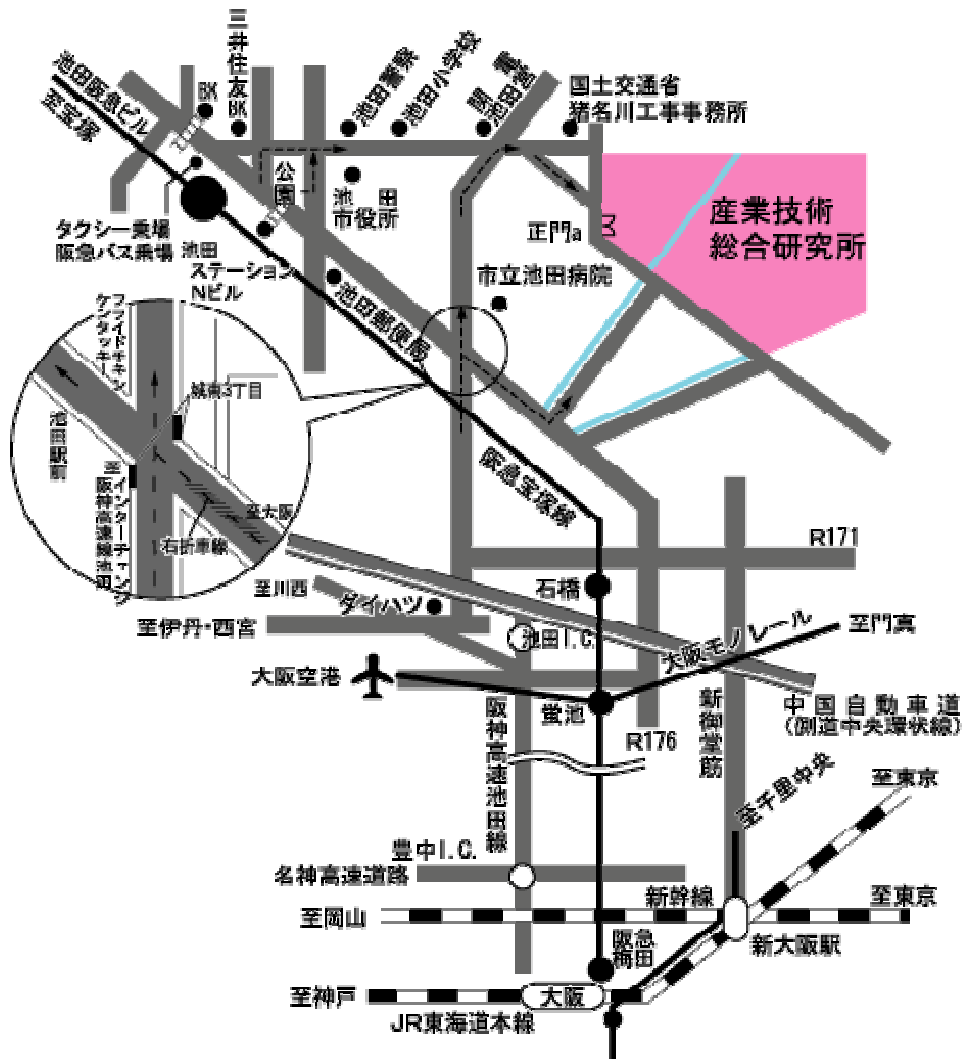 三井住友BK
BK
池田阪急ビル
至宝塚
池田警察
池田小学校
国土交通省
猪名川工事事務所
公園
池田
市役所
産業技術
総合研究所
正門a
タクシー乗場
阪急バス乗場
池田
ステーション
Nビル
市立池田病院
池田郵便局
フライドチキン
ケンタッキー
城南3丁目
池田駅前
至
阪神高速線池田
インターチェンジ
右折車線
至大阪
阪急宝塚線
R171
石橋
至川西
ダイハツ
至伊丹・西宮
池田I.C.
大阪モノレール
至門真
大阪空港
蛍池
阪神高速池田線
R176
新御堂筋
中国自動車道
(側道中央環状線)
至千里中央
至東京
豊中I.C.
名神高速道路
新幹線
至東京
至岡山
阪急
梅田
新大阪駅
至神戸
大阪
JR東海道本線